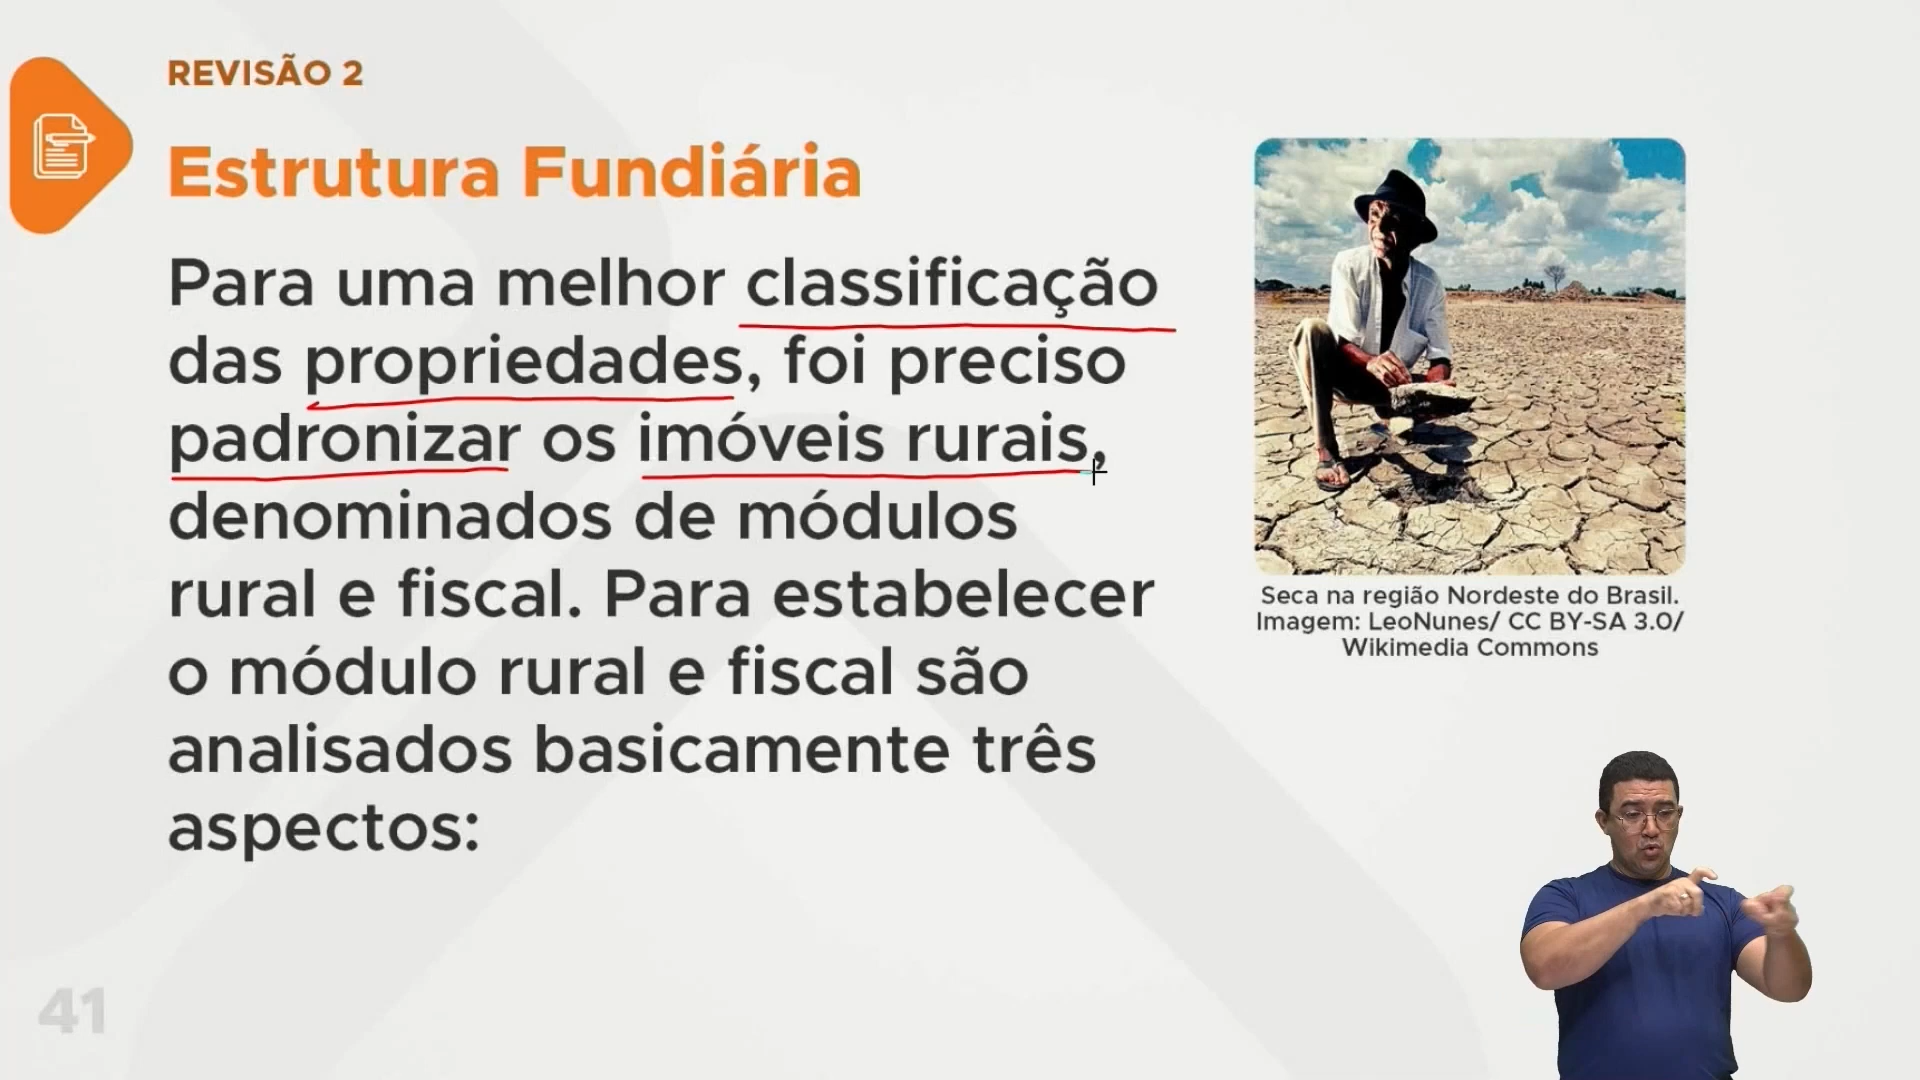 REVISÃO 2
Estrutura Fundiária
Para uma melhor classificação
das propriedades, foi preciso
padronizar os imóveis rurais,
denominados de módulos
rural e fiscal. Para estabelecer
o módulo rural e fiscal são
analisados basicamente três
aspectos:
Seca na região Nordeste do Brasil.
Imagem: LeoNunes/ CC BY-SA 3.0/
Wikimedia Commons
41